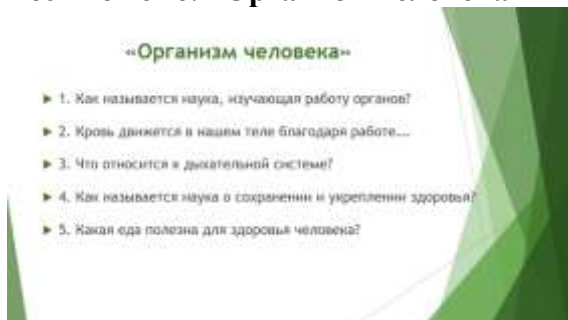 «Организм человека»
1. Как называется наука, изучающая работу органов?
2. Кровь движется в нашем теле благодаря работе...
3. Что относится к дыхательной системе?
4. Как называется наука о сохранении и укреплении здоровья?
5. Какая еда полезна для здоровья человека?